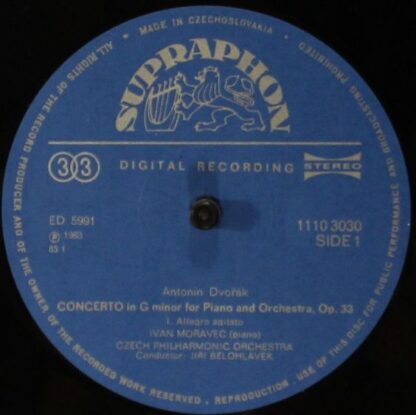 MADE IN CZECHOSLOVAKIA
ALL RIGHTS OF THE RECORD PRODUCER AND OF THE OWNER OF THE RECORDED WORK RESERVED. REPRODUCTION. USE OF THIS RECORD FOR PUBLIC PERFORMANCE AND BROADCASTING PROHIBITED
SUPRAPHON
33 DIGITAL RECORDING STEREO
ED 5991 1110 3030
℗ 1983 SIDE 1
83 1
Antonín Dvořák
CONCERTO in G minor for Piano and Orchestra, Op. 33
I. Allegro agitato
IVAN MORAVEC (piano)
CZECH PHILHARMONIC ORCHESTRA
Conductor: JIŘÍ BĚLOHLÁVEK